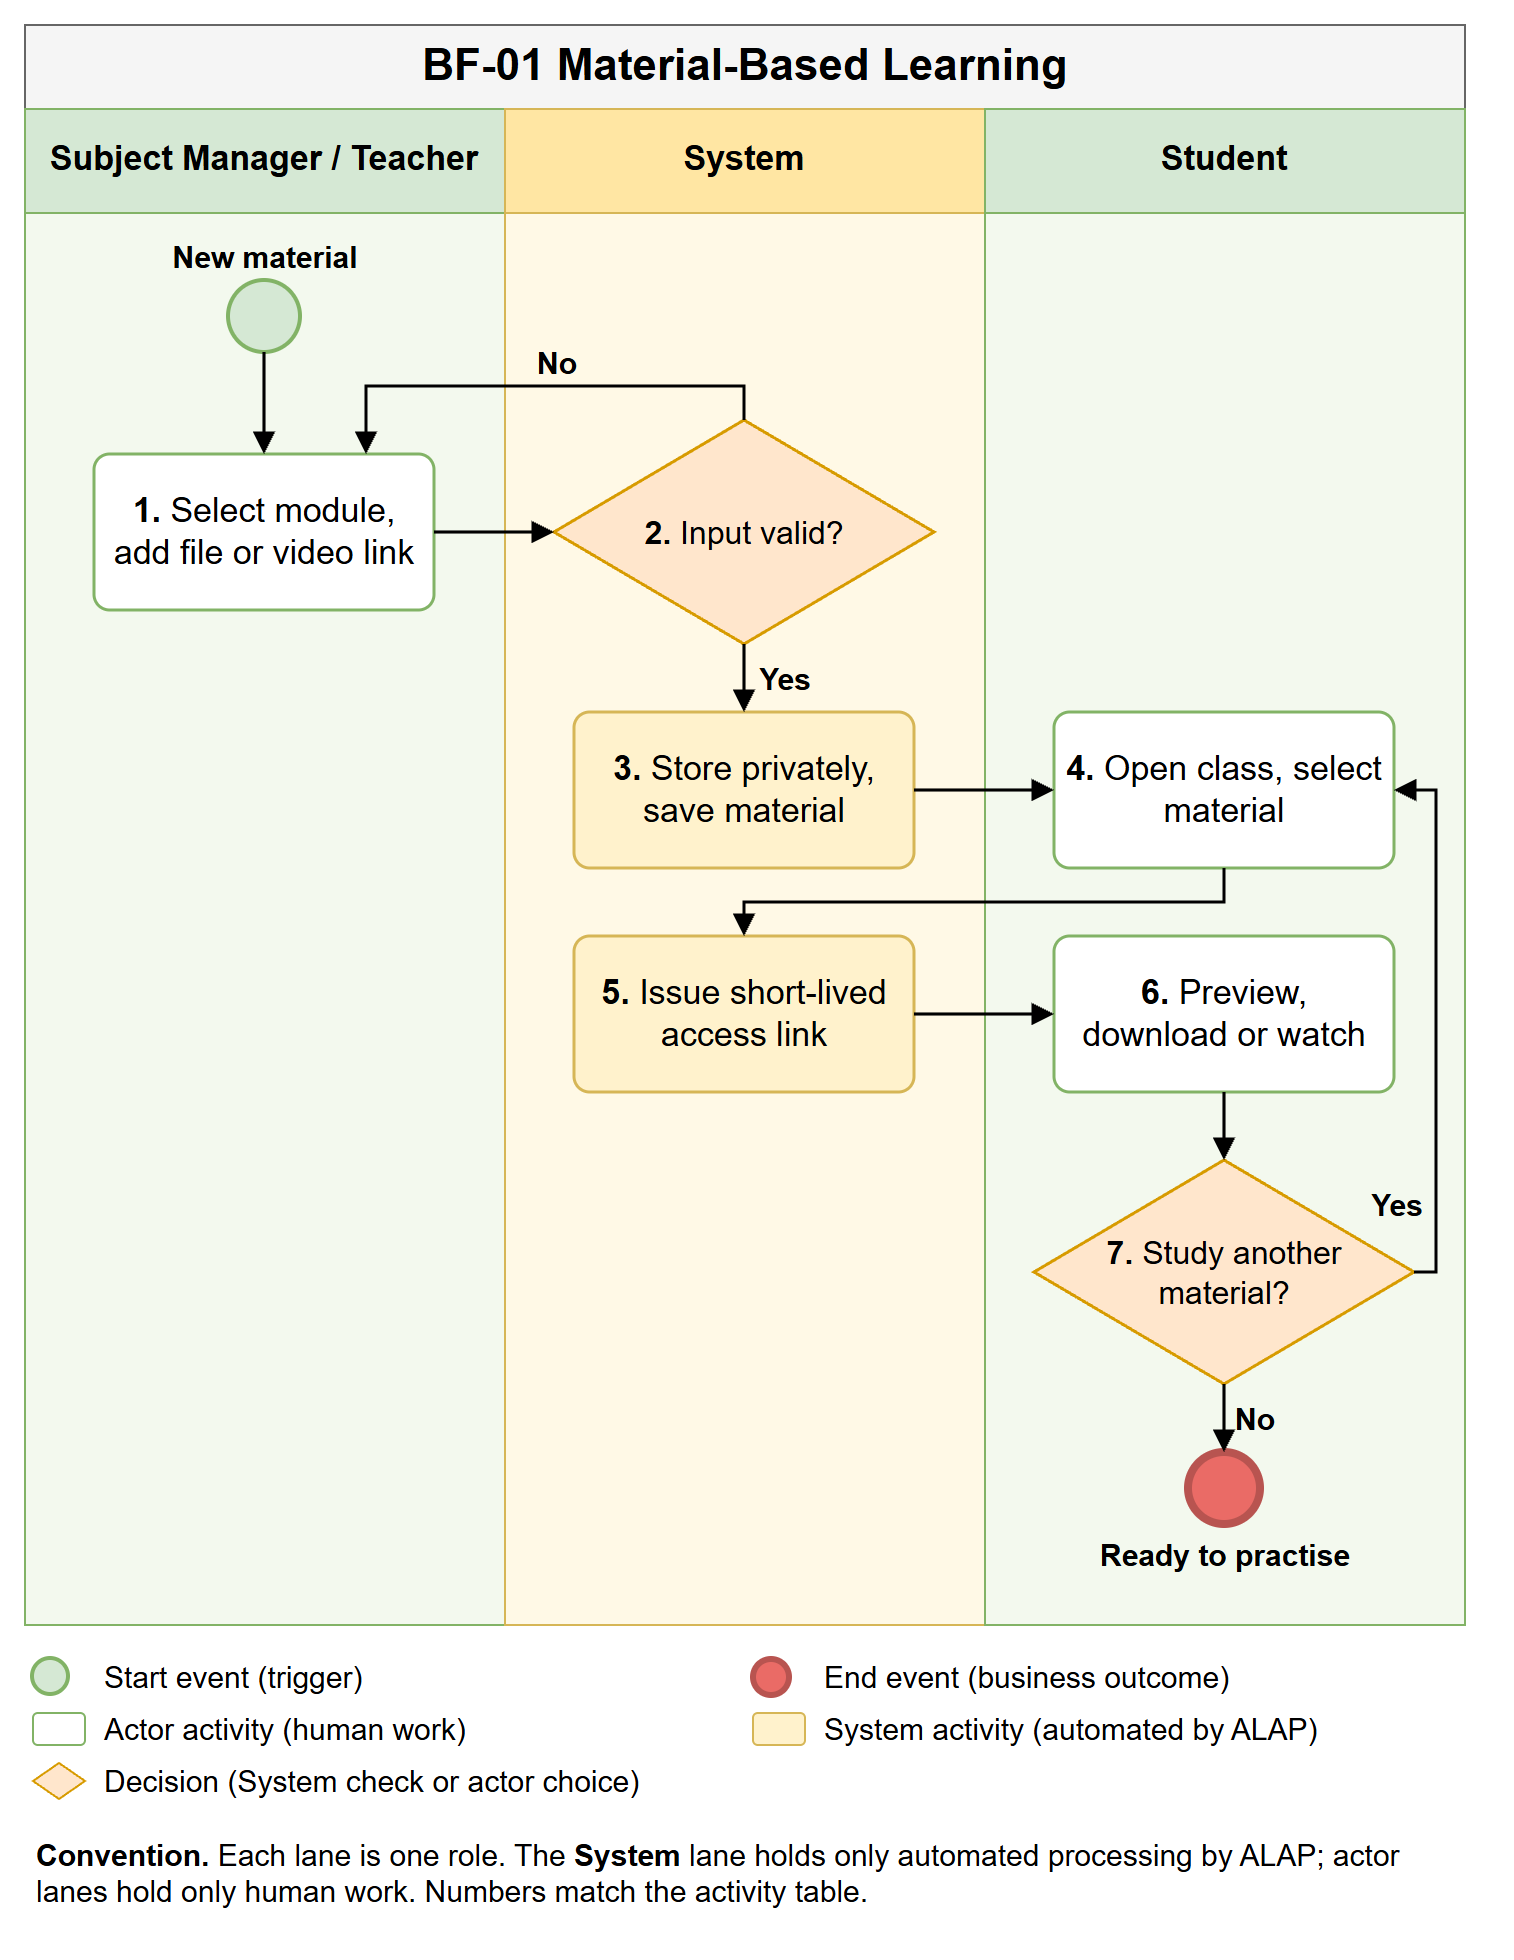 BF-01 Material-Based Learning
Subject Manager / Teacher
System
Student
New material
No
1. Select module,
add file or video link
2. Input valid?
Yes
3. Store privately,
save material
4. Open class, select
material
5. Issue short-lived
access link
6. Preview,
download or watch
Yes
7. Study another
material?
No
Ready to practise
Start event (trigger)
End event (business outcome)
Actor activity (human work)
System activity (automated by ALAP)
Decision (System check or actor choice)
Convention. Each lane is one role. The System lane holds only automated processing by ALAP; actor
lanes hold only human work. Numbers match the activity table.